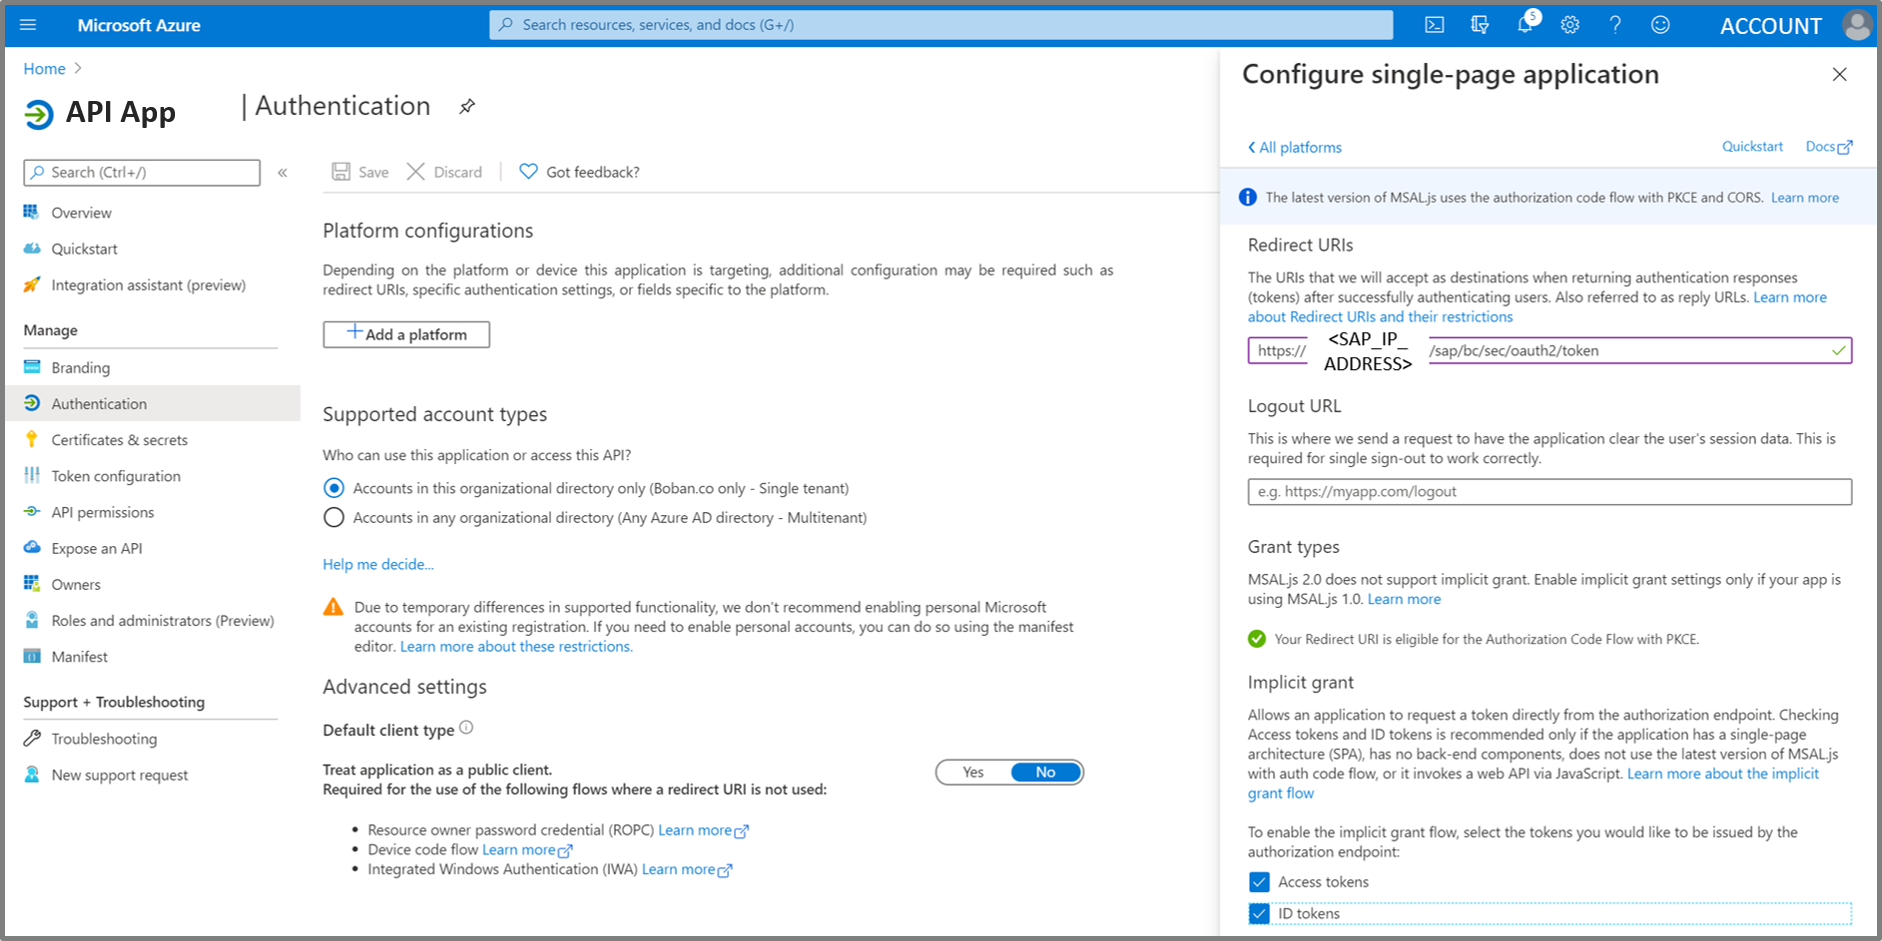 Microsoft Azure
Search resources, services, and docs (G+/)
5
ACCOUNT
Home
API App
| Authentication
Search (Ctrl+/)
«
Overview
Quickstart
Integration assistant (preview)
Manage
Branding
Authentication
Certificates & secrets
Token configuration
API permissions
Expose an API
Owners
Roles and administrators (Preview)
Manifest
Support + Troubleshooting
Troubleshooting
New support request
Save
Discard
Got feedback?
Platform configurations
Depending on the platform or device this application is targeting, additional configuration may be required such as
redirect URIs, specific authentication settings, or fields specific to the platform.
Add a platform
Supported account types
Who can use this application or access this API?
Accounts in this organizational directory only (Boban.co only - Single tenant)
Accounts in any organizational directory (Any Azure AD directory - Multitenant)
Help me decide...
Due to temporary differences in supported functionality, we don't recommend enabling personal Microsoft
accounts for an existing registration. If you need to enable personal accounts, you can do so using the manifest
editor. Learn more about these restrictions.
Advanced settings
Default client type
Treat application as a public client.
Required for the use of the following flows where a redirect URI is not used:
Yes No
• Resource owner password credential (ROPC) Learn more
• Device code flow Learn more
• Integrated Windows Authentication (IWA) Learn more
Configure single-page application
All platforms
Quickstart
Docs
The latest version of MSAL.js uses the authorization code flow with PKCE and CORS. Learn more
Redirect URIs
The URIs that we will accept as destinations when returning authentication responses
(tokens) after successfully authenticating users. Also referred to as reply URLs. Learn more
about Redirect URIs and their restrictions
https:// <SAP_IP_
ADDRESS> /sap/bc/sec/oauth2/token
Logout URL
This is where we send a request to have the application clear the user's session data. This is
required for single sign-out to work correctly.
e.g. https://myapp.com/logout
Grant types
MSAL.js 2.0 does not support implicit grant. Enable implicit grant settings only if your app is
using MSAL.js 1.0. Learn more
Your Redirect URI is eligible for the Authorization Code Flow with PKCE.
Implicit grant
Allows an application to request a token directly from the authorization endpoint. Checking
Access tokens and ID tokens is recommended only if the application has a single-page
architecture (SPA), has no back-end components, does not use the latest version of MSAL.js
with auth code flow, or it invokes a web API via JavaScript. Learn more about the implicit
grant flow
To enable the implicit grant flow, select the tokens you would like to be issued by the
authorization endpoint:
Access tokens
ID tokens